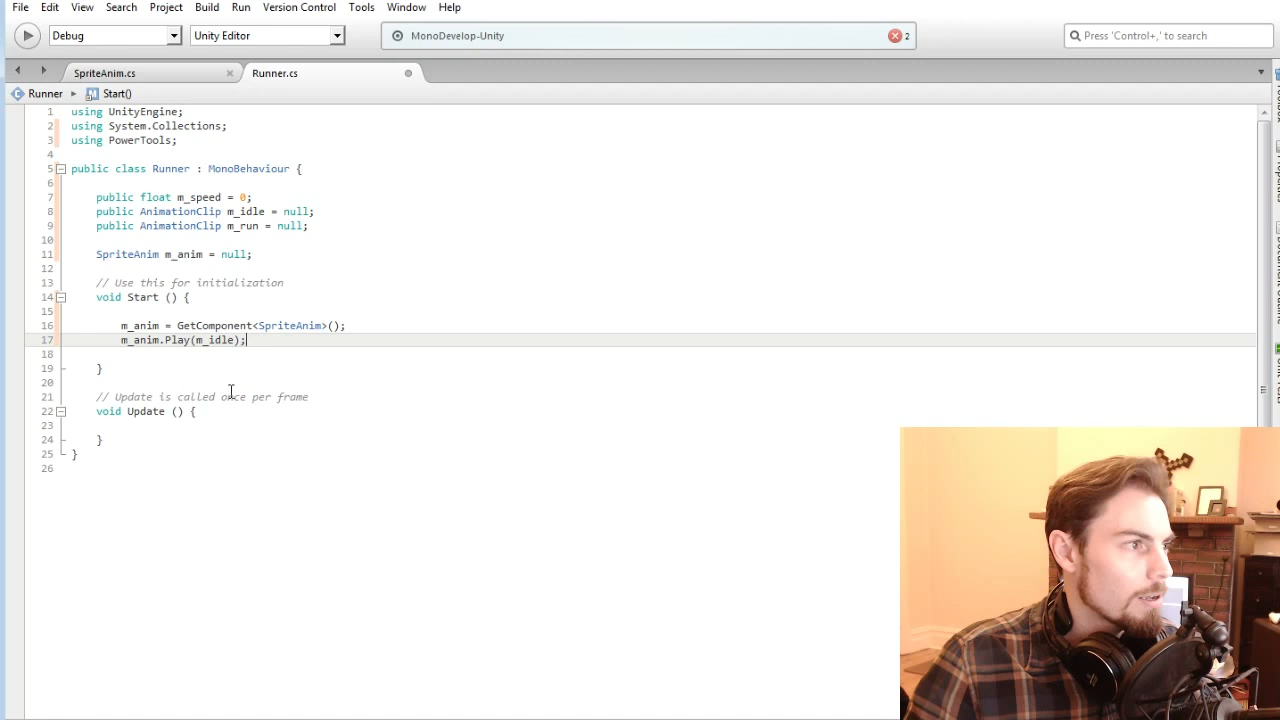 File Edit View Search Project Build Run Version Control Tools Window Help
Debug Unity Editor MonoDevelop-Unity 2 Press 'Control+,' to search
SpriteAnim.cs Runner.cs
Runner Start()
1 using UnityEngine;
2 using System.Collections;
3 using PowerTools;
4
5 public class Runner : MonoBehaviour {
6
7 public float m_speed = 0;
8 public AnimationClip m_idle = null;
9 public AnimationClip m_run = null;
10
11 SpriteAnim m_anim = null;
12
13 // Use this for initialization
14 void Start () {
15
16 m_anim = GetComponent<SpriteAnim>();
17 m_anim.Play(m_idle);
18
19 }
20
21 // Update is called once per frame
22 void Update () {
23
24 }
25 }
26